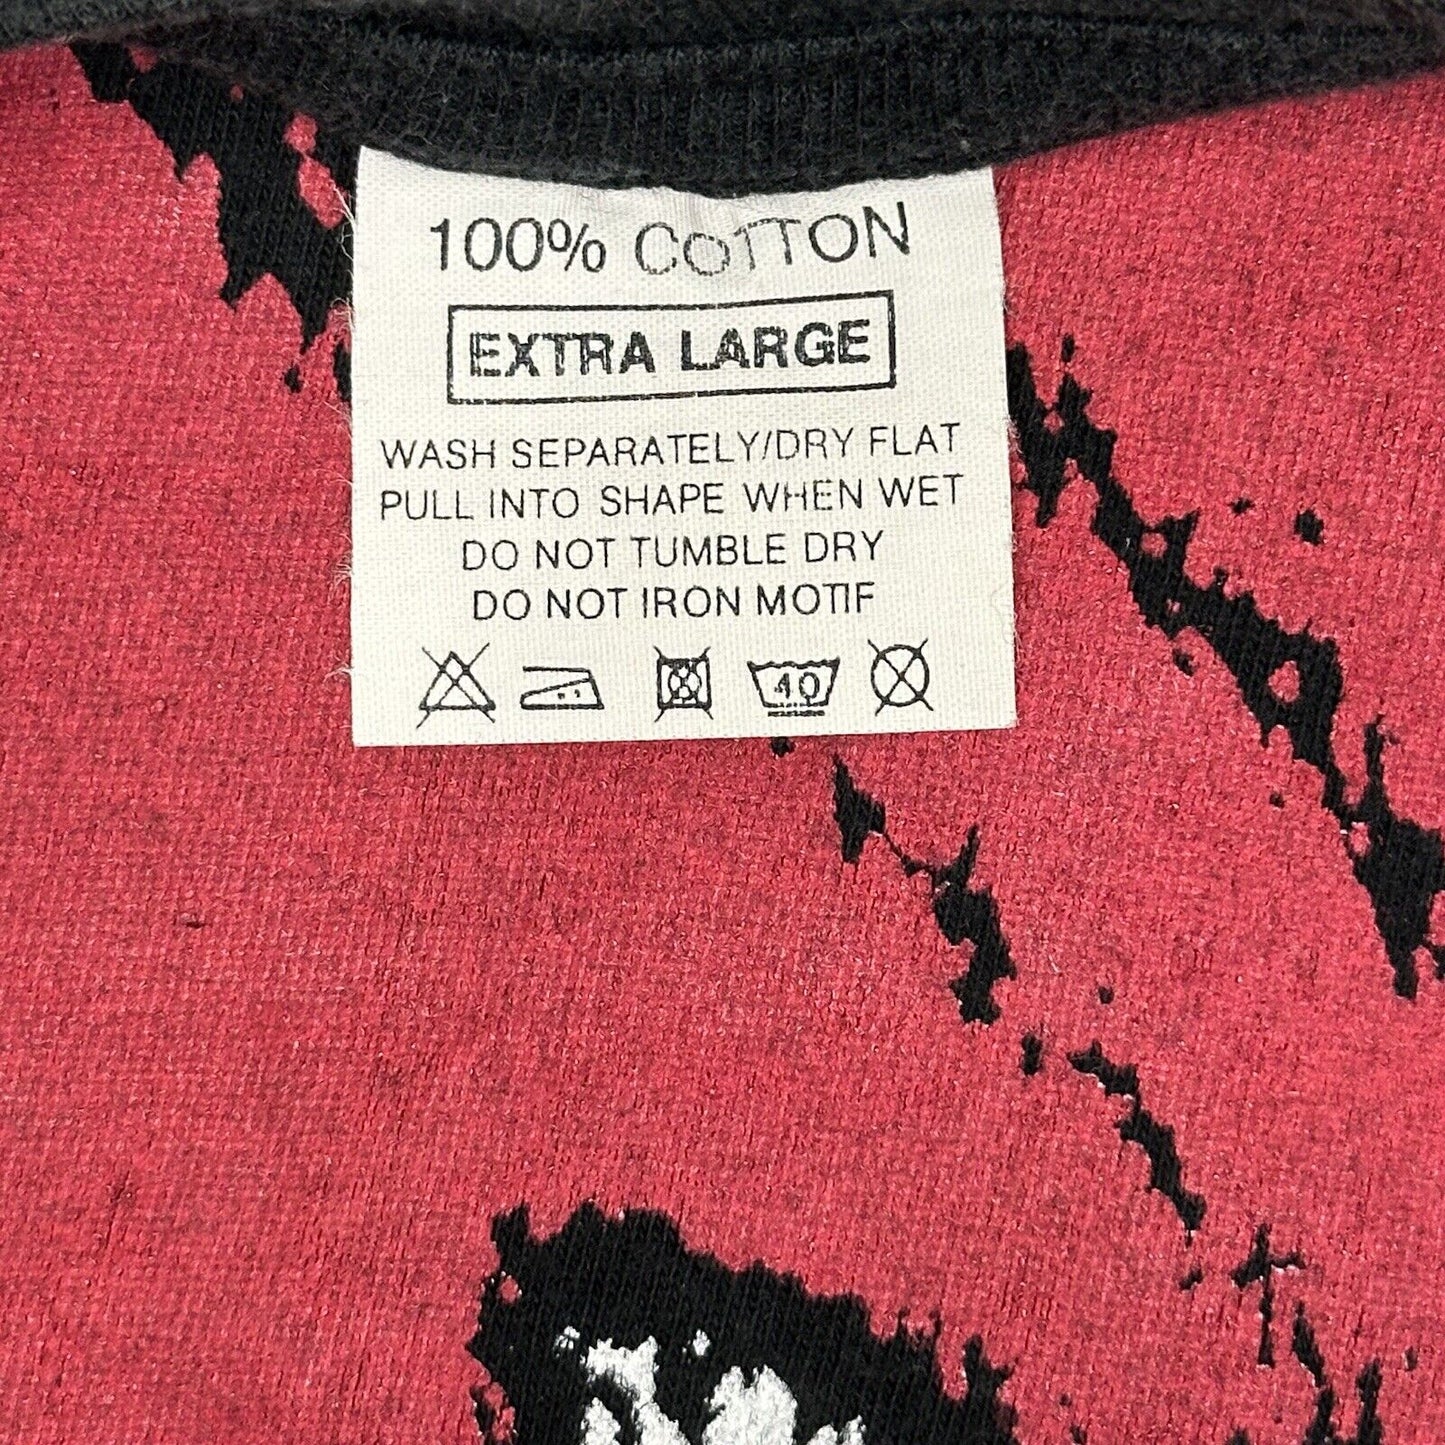 100% COTTON
EXTRA LARGE
WASH SEPARATELY/DRY FLAT
PULL INTO SHAPE WHEN WET
DO NOT TUMBLE DRY
DO NOT IRON MOTIF
40